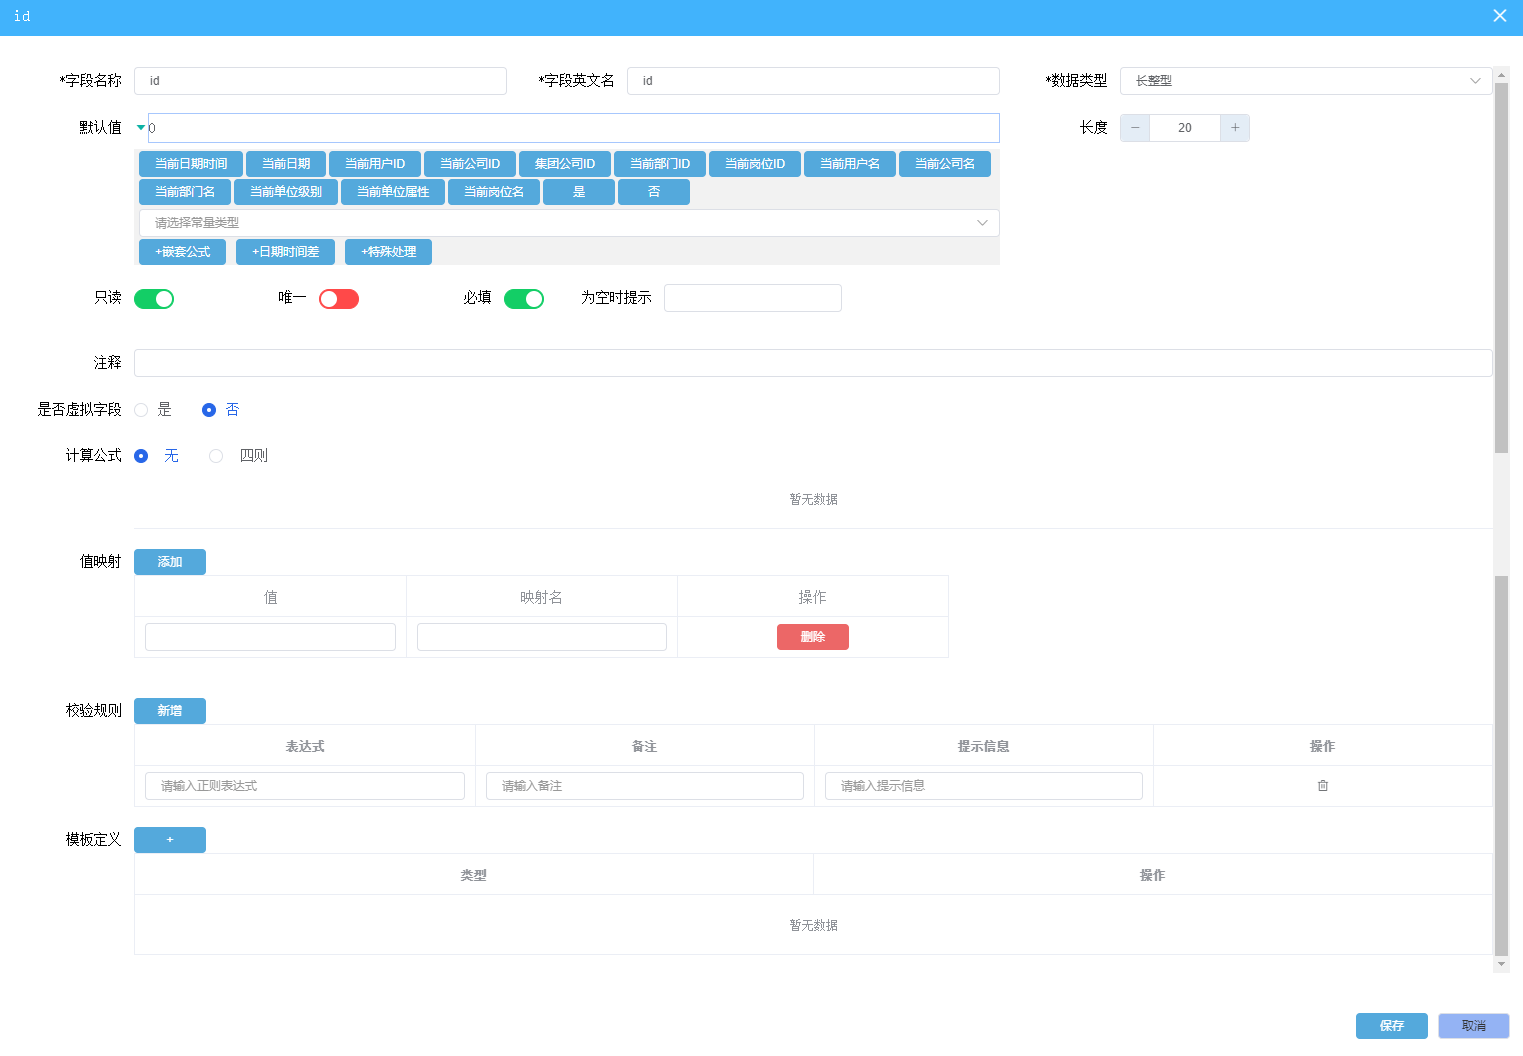 id
*字段名称 id *字段英文名 id *数据类型 长整型
默认值 0 长度 − 20 +
当前日期时间 当前日期 当前用户ID 当前公司ID 集团公司ID 当前部门ID 当前岗位ID 当前用户名 当前公司名
当前部门名 当前单位级别 当前单位属性 当前岗位名 是 否
请选择常量类型
+嵌套公式 +日期时间差 +特殊处理
只读 唯一 必填 为空时提示
注释
是否虚拟字段 是 否
计算公式 无 四则
暂无数据
值映射 添加
值 映射名 操作
删除
校验规则 新增
表达式 备注 提示信息 操作
请输入正则表达式 请输入备注 请输入提示信息
模板定义 +
类型 操作
暂无数据
保存 取消